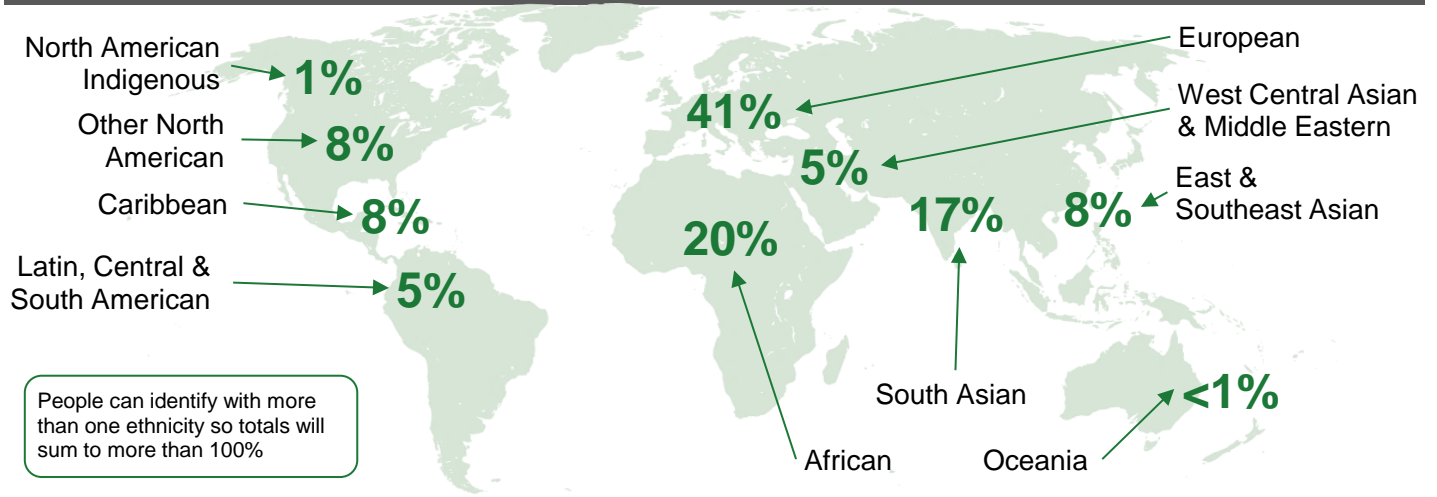 North American
Indigenous
1%
Other North
American
8%
Caribbean
8%
Latin, Central &
South American
5%
European
41%
West Central Asian
& Middle Eastern
5%
East &
Southeast Asian
8%
17%
South Asian
20%
African
Oceania
<1%
People can identify with more
than one ethnicity so totals will
sum to more than 100%